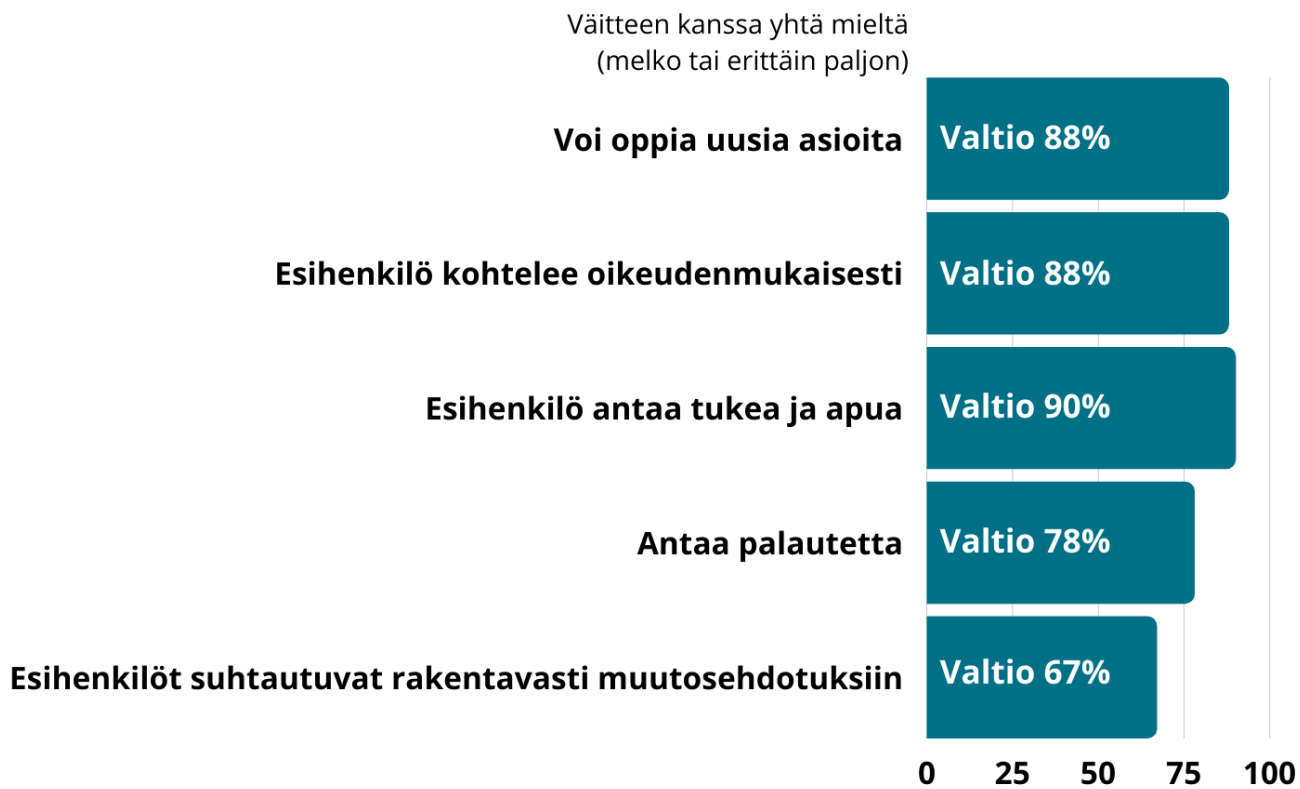 Väitteen kanssa yhtä mieltä
(melko tai erittäin paljon)
Voi oppia uusia asioita
Valtio 88%
Esihenkilö kohtelee oikeudenmukaisesti
Valtio 88%
Esihenkilö antaa tukea ja apua
Valtio 90%
Antaa palautetta
Valtio 78%
Esihenkilöt suhtautuvat rakentavasti muutosehdotuksiin
Valtio 67%
0 25 50 75 100